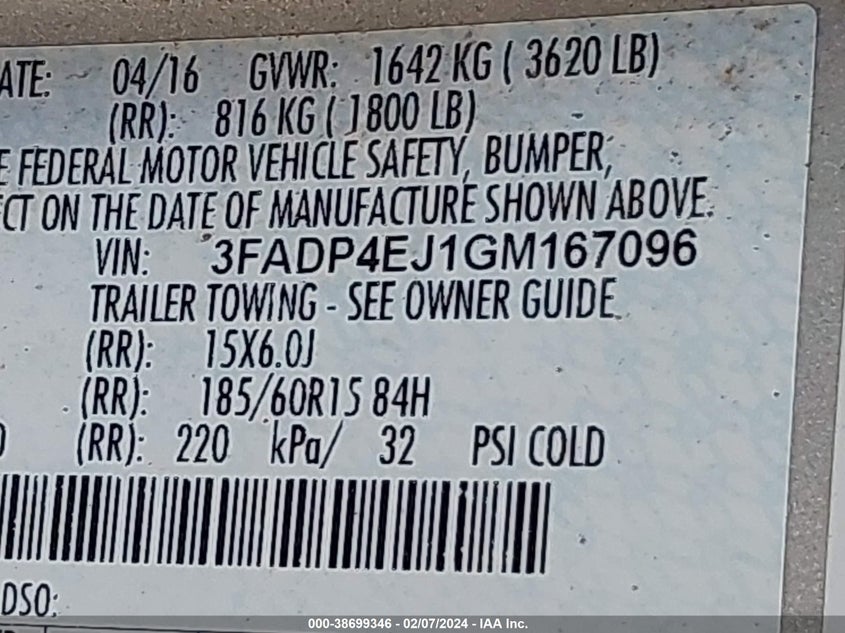 ATE: 04/16 GVWR: 1642 KG ( 3620 LB)
(RR): 816 KG ( 1800 LB)
E FEDERAL MOTOR VEHICLE SAFETY, BUMPER,
ECT ON THE DATE OF MANUFACTURE SHOWN ABOVE.
VIN: 3FADP4EJ1GM167096
TRAILER TOWING - SEE OWNER GUIDE
(RR): 15X6.0J
(RR): 185/60R15 84H
(RR): 220 kPa/ 32 PSI COLD
DSO:
000-38699346 - 02/07/2024 - IAA Inc.